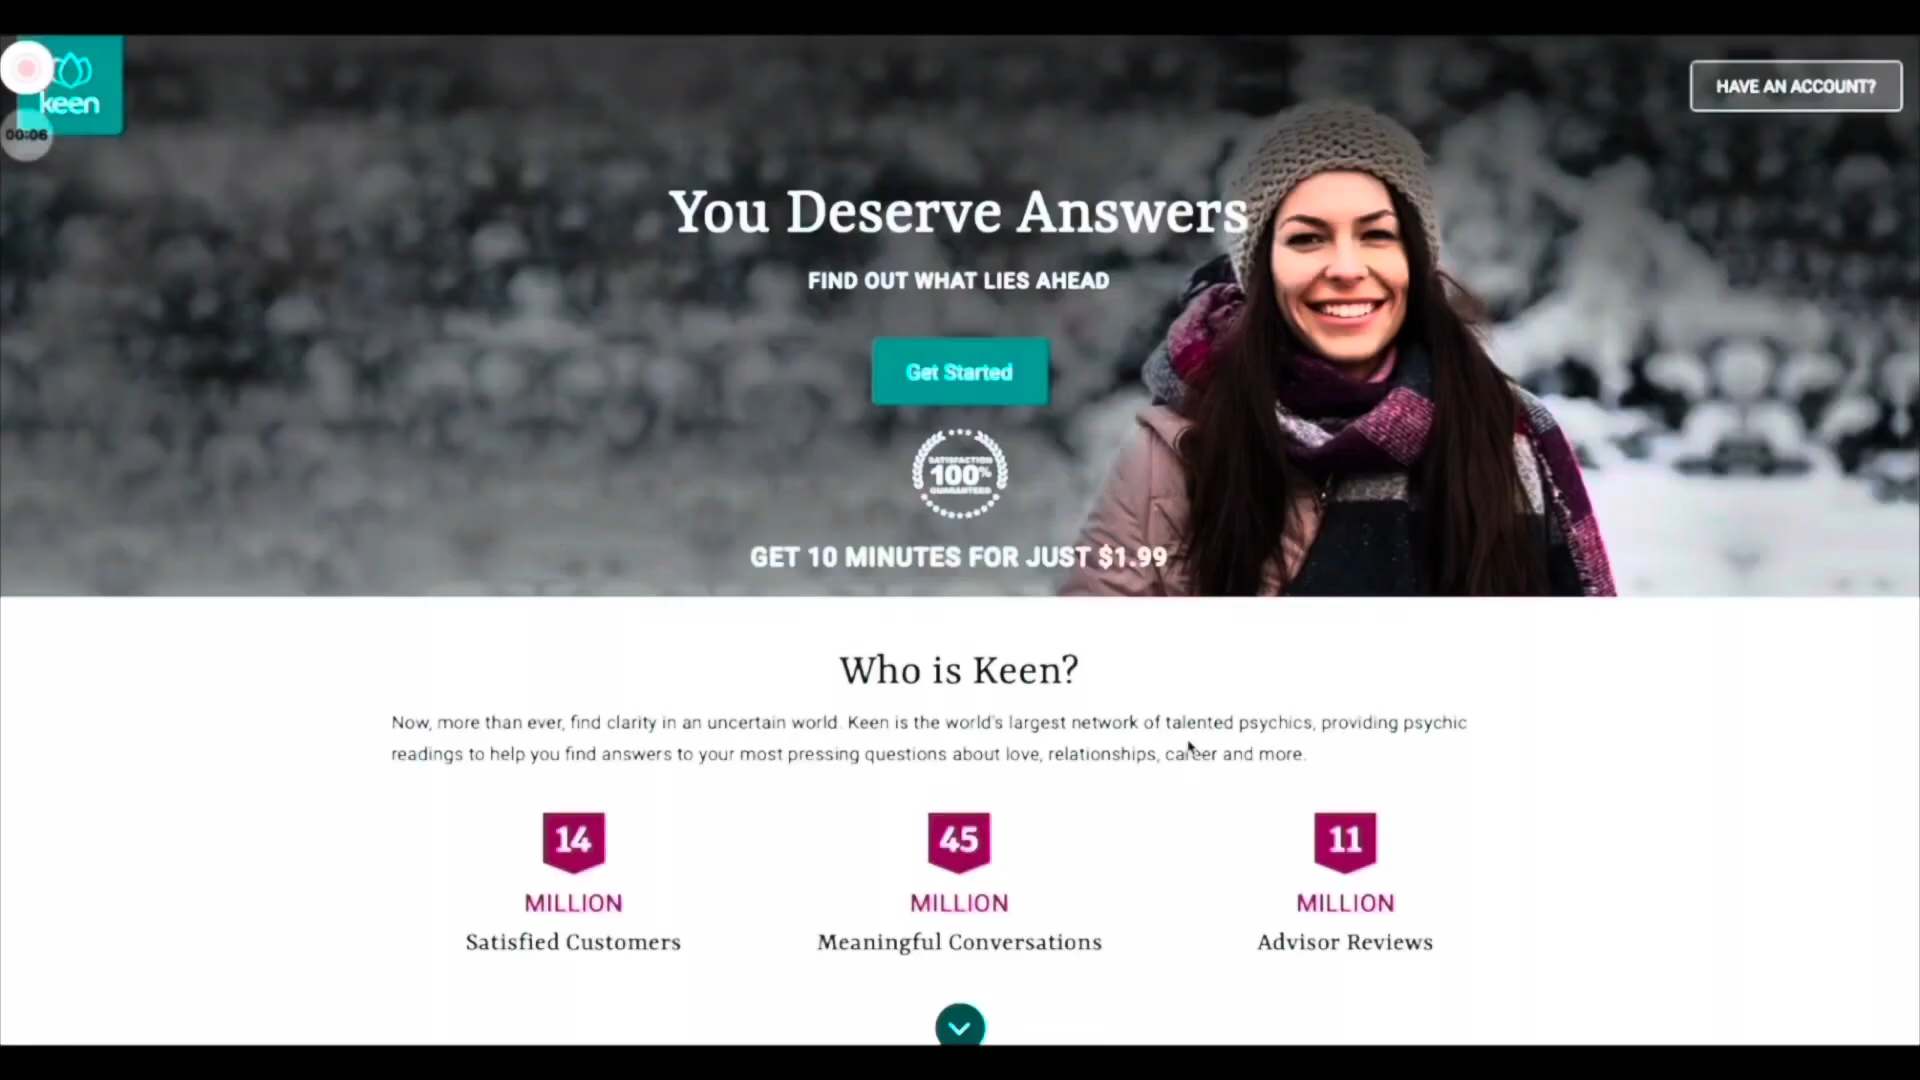 keen
00:06
HAVE AN ACCOUNT?
You Deserve Answers
FIND OUT WHAT LIES AHEAD
Get Started
SATISFACTION
100%
GUARANTEED
GET 10 MINUTES FOR JUST $1.99
Who is Keen?
Now, more than ever, find clarity in an uncertain world. Keen is the world's largest network of talented psychics, providing psychic
readings to help you find answers to your most pressing questions about love, relationships, career and more.
14
MILLION
Satisfied Customers
45
MILLION
Meaningful Conversations
11
MILLION
Advisor Reviews